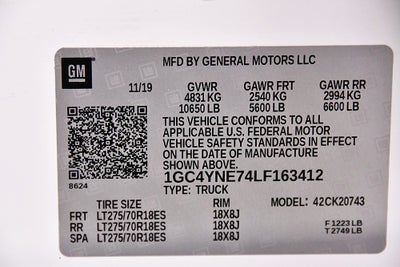 GM
MFD BY GENERAL MOTORS LLC
11/19 GVWR GAWR FRT GAWR RR
4831 KG 2540 KG 2994 KG
10650 LB 5600 LB 6600 LB
THIS VEHICLE CONFORMS TO ALL
APPLICABLE U.S. FEDERAL MOTOR
VEHICLE SAFETY STANDARDS IN EFFECT
ON THE DATE OF MANUFACTURE
SHOWN ABOVE.
8624 1GC4YNE74LF163412
TYPE: TRUCK
TIRE SIZE RIM MODEL: 42CK20743
FRT LT275/70R18ES 18X8J
RR LT275/70R18ES 18X8J F 1223 LB
SPA LT275/70R18ES 18X8J T 2749 LB